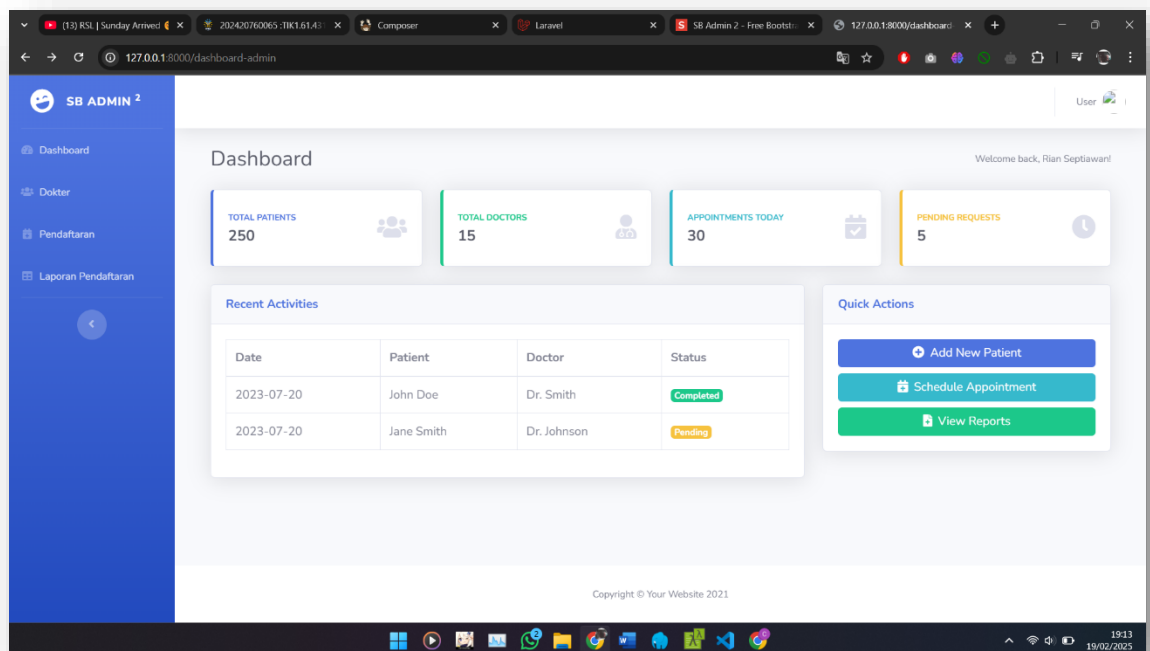 (13) RSL | Sunday Arrived
202420760065 :TIK1.61.431
Composer
Laravel
SB Admin 2 - Free Bootstr
127.0.0.1:8000/dashboard-
127.0.0.1:8000/dashboard-admin
SB ADMIN 2
User
Dashboard
Dokter
Pendaftaran
Laporan Pendaftaran
Dashboard
Welcome back, Rian Septiawan!
TOTAL PATIENTS
250
TOTAL DOCTORS
15
APPOINTMENTS TODAY
30
PENDING REQUESTS
5
Recent Activities
Date Patient Doctor Status
2023-07-20 John Doe Dr. Smith Completed
2023-07-20 Jane Smith Dr. Johnson Pending
Quick Actions
Add New Patient
Schedule Appointment
View Reports
Copyright © Your Website 2021
19:13
19/02/2025